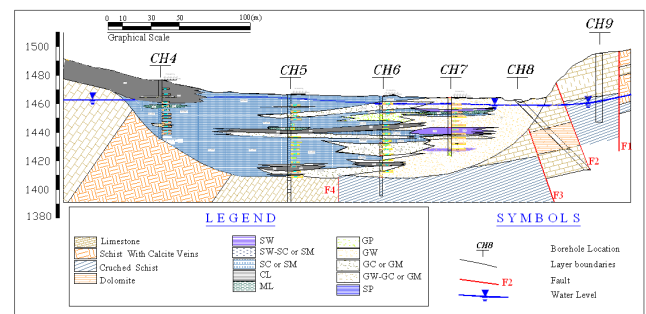 0 10 30 50 100(m.)
Graphical Scale
1500
1480
1460
1440
1420
1400
1380
CH4
CH5
CH6
CH7
CH8
CH9
F4
F3
F2
F1
LEGEND
Limestone
Schist With Calcite Veins
Cruched Schist
Dolomite
SW
SW-SC or SM
SC or SM
CL
ML
GP
GW
GC or GM
GW-GC or GM
SP
SYMBOLS
CH8 Borehole Location
Layer boundaries
F2 Fault
Water Level